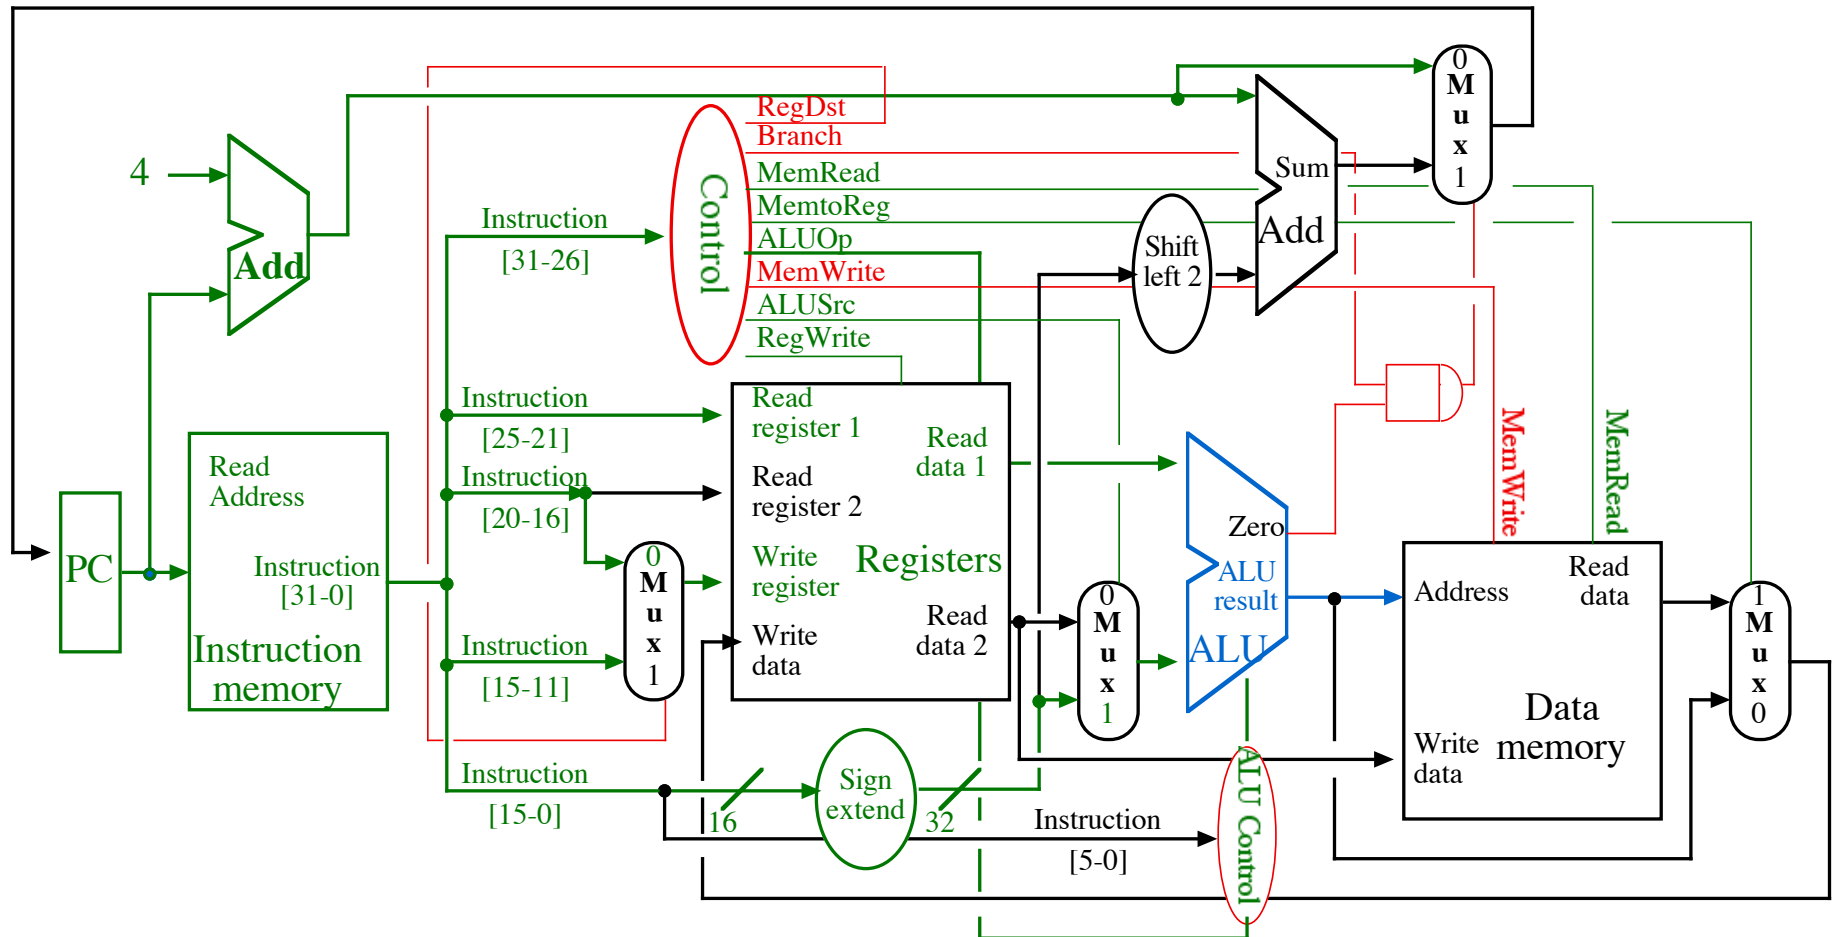 0
M
u
x
1
RegDst
Branch
MemRead
MemtoReg
ALUOp
MemWrite
ALUSrc
RegWrite
Control
4
Add
Instruction
[31-26]
Sum
Add
Shift
left 2
Instruction
[25-21]
Instruction
[20-16]
Instruction
[15-11]
Instruction
[15-0]
PC
Read
Address
Instruction
[31-0]
Instruction
memory
0
M
u
x
1
Read
register 1
Read
register 2
Write
register
Write
data
Read
data 1
Registers
Read
data 2
0
M
u
x
1
Zero
ALU
result
ALU
MemWrite
MemRead
Address
Read
data
Write
data
Data
memory
1
M
u
x
0
16
Sign
extend
32
Instruction
[5-0]
ALU Control